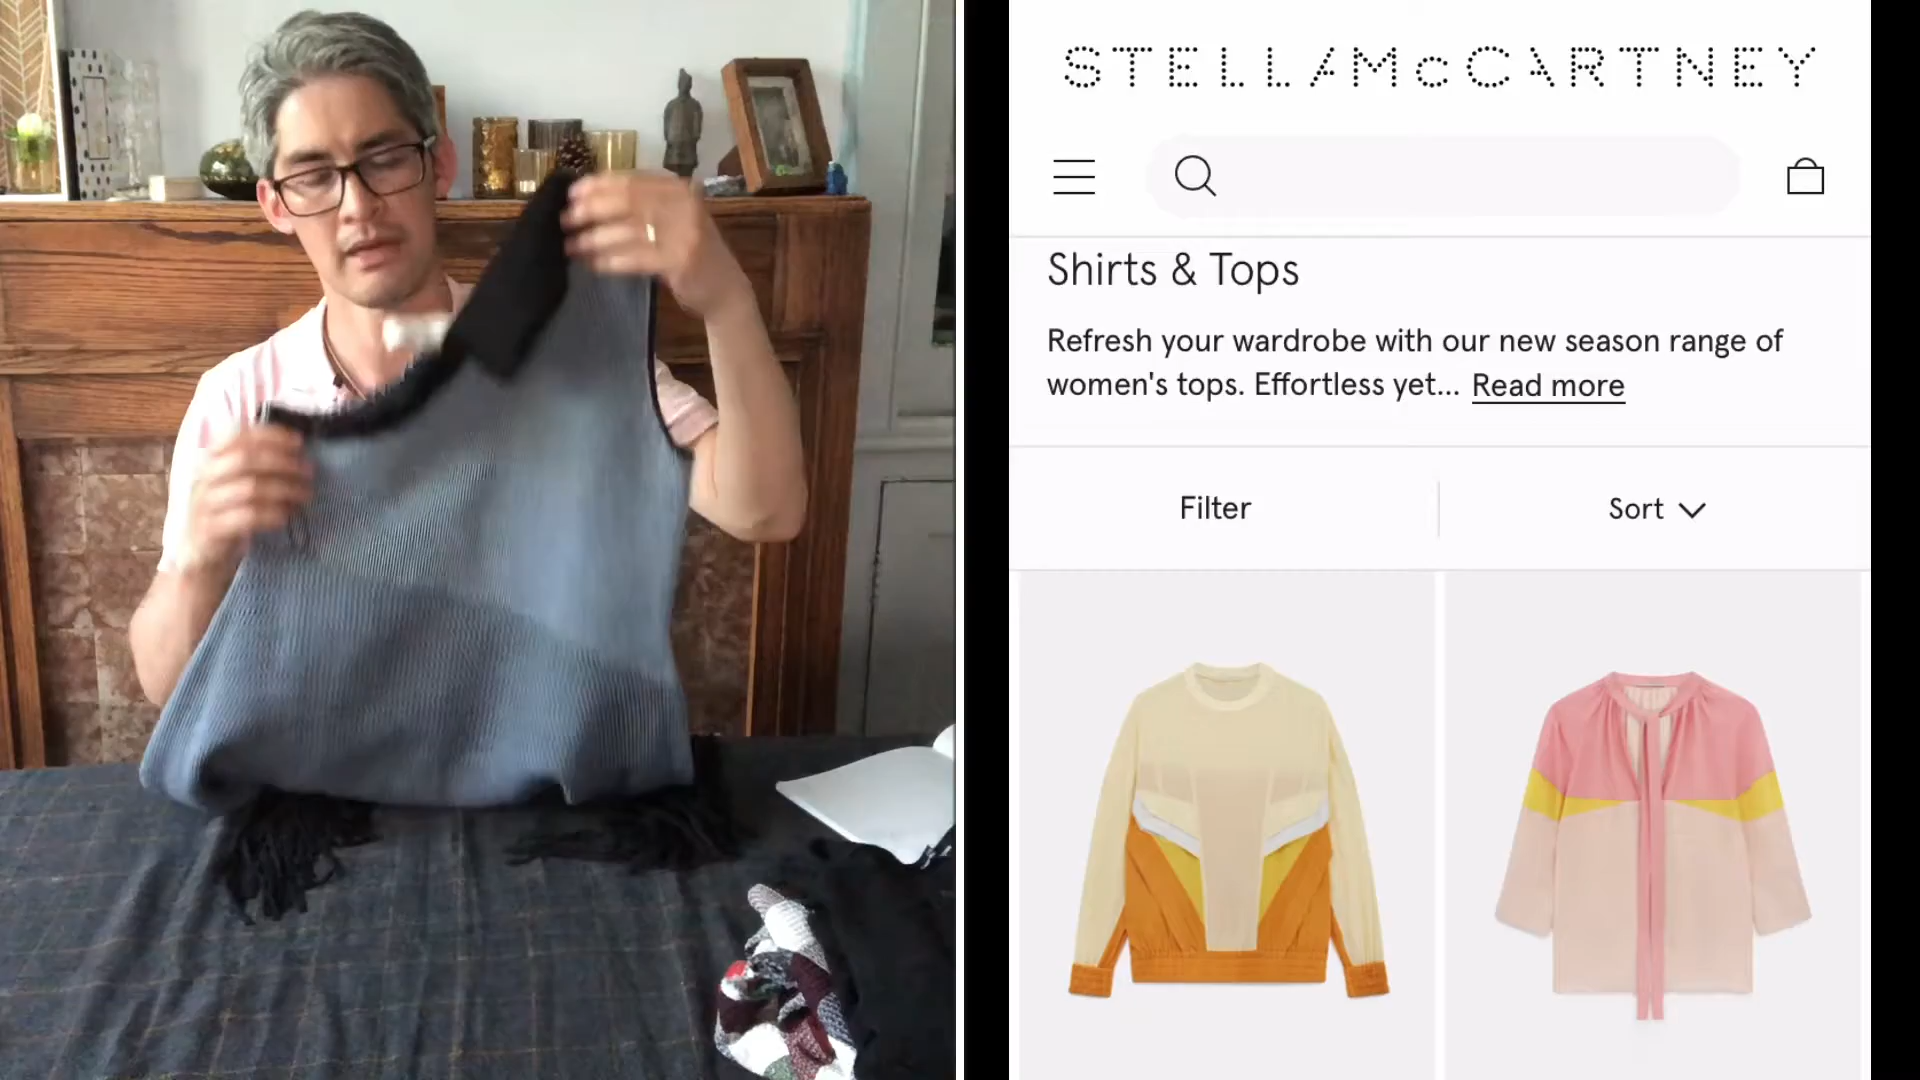 STELLA McCARTNEY
Shirts & Tops
Refresh your wardrobe with our new season range of
women's tops. Effortless yet... Read more
Filter
Sort